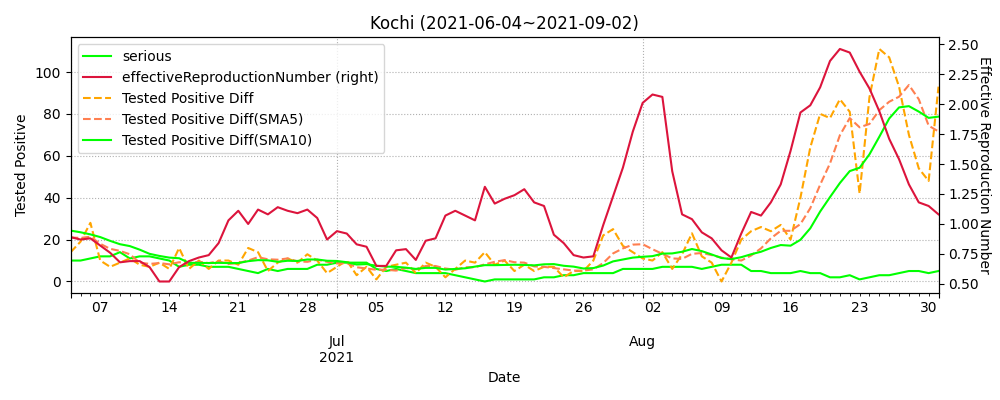 Kochi (2021-06-04~2021-09-02)
serious
effectiveReproductionNumber (right)
Tested Positive Diff
Tested Positive Diff(SMA5)
Tested Positive Diff(SMA10)
Tested Positive
100
80
60
40
20
0
2.50
2.25
2.00
1.75
1.50
1.25
1.00
0.75
0.50
Effective Reproduction Number
07 14 21 28 05 12 19 26 02 09 16 23 30
Jul Aug
2021
Date